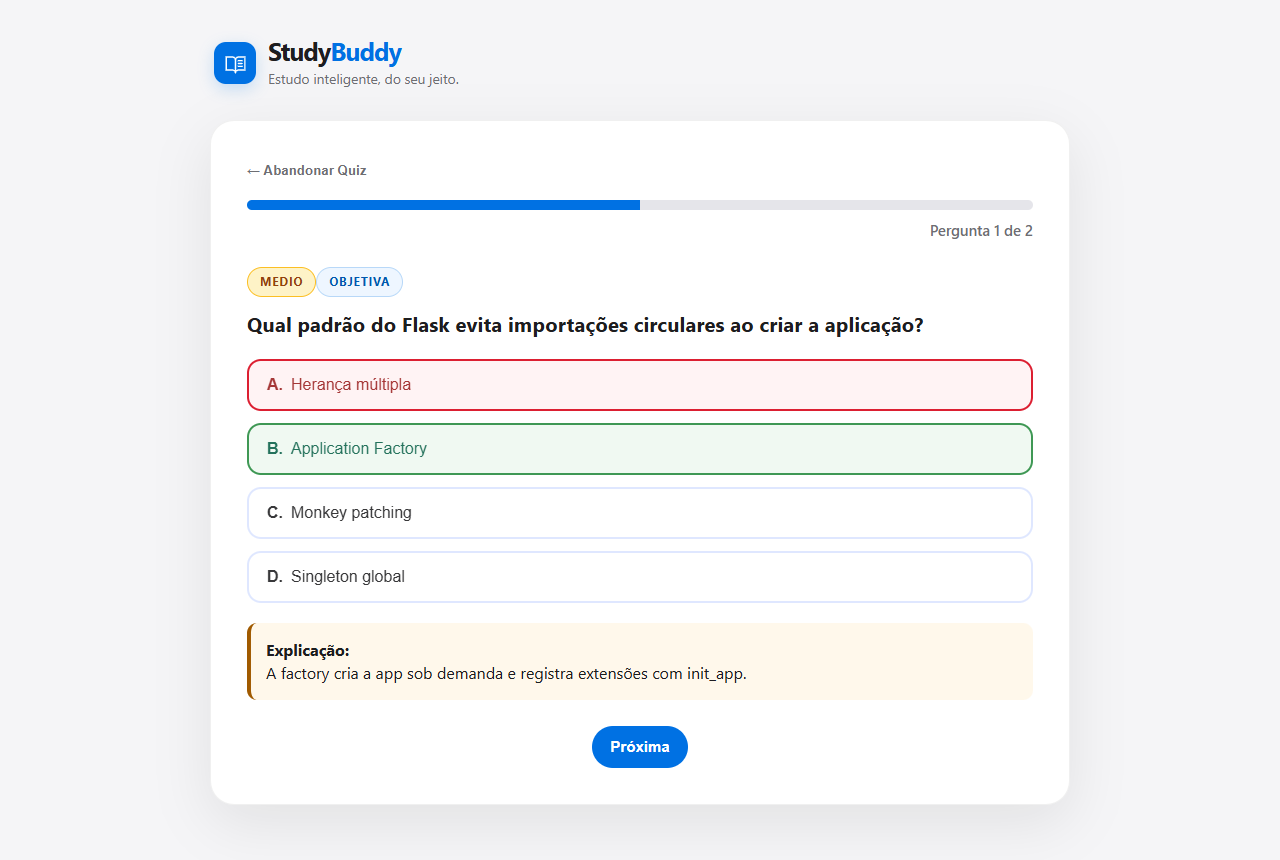 StudyBuddy
Estudo inteligente, do seu jeito.
← Abandonar Quiz
Pergunta 1 de 2
MEDIO OBJETIVA
Qual padrão do Flask evita importações circulares ao criar a aplicação?
A. Herança múltipla
B. Application Factory
C. Monkey patching
D. Singleton global
Explicação:
A factory cria a app sob demanda e registra extensões com init_app.
Próxima